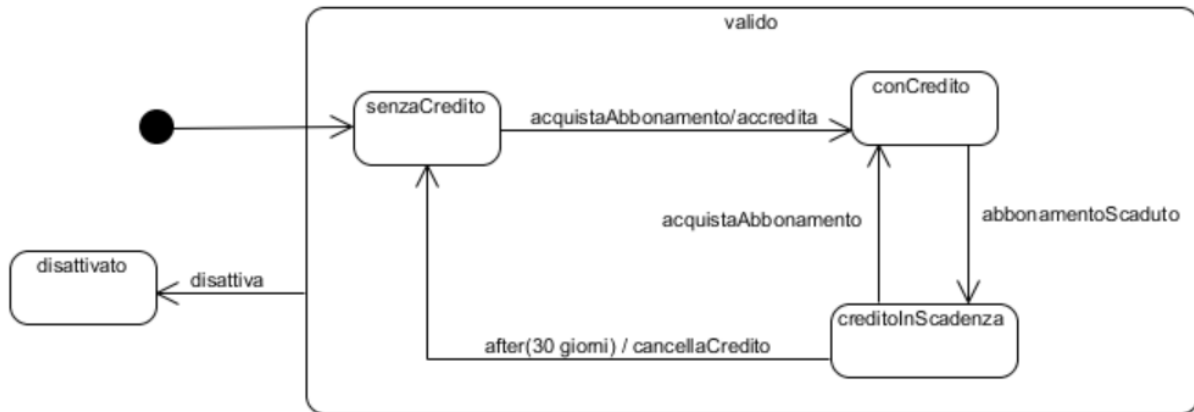 valido
senzaCredito
conCredito
acquistaAbbonamento/accredita
acquistaAbbonamento
abbonamentoScaduto
disattivato
disattiva
creditoInScadenza
after(30 giorni) / cancellaCredito